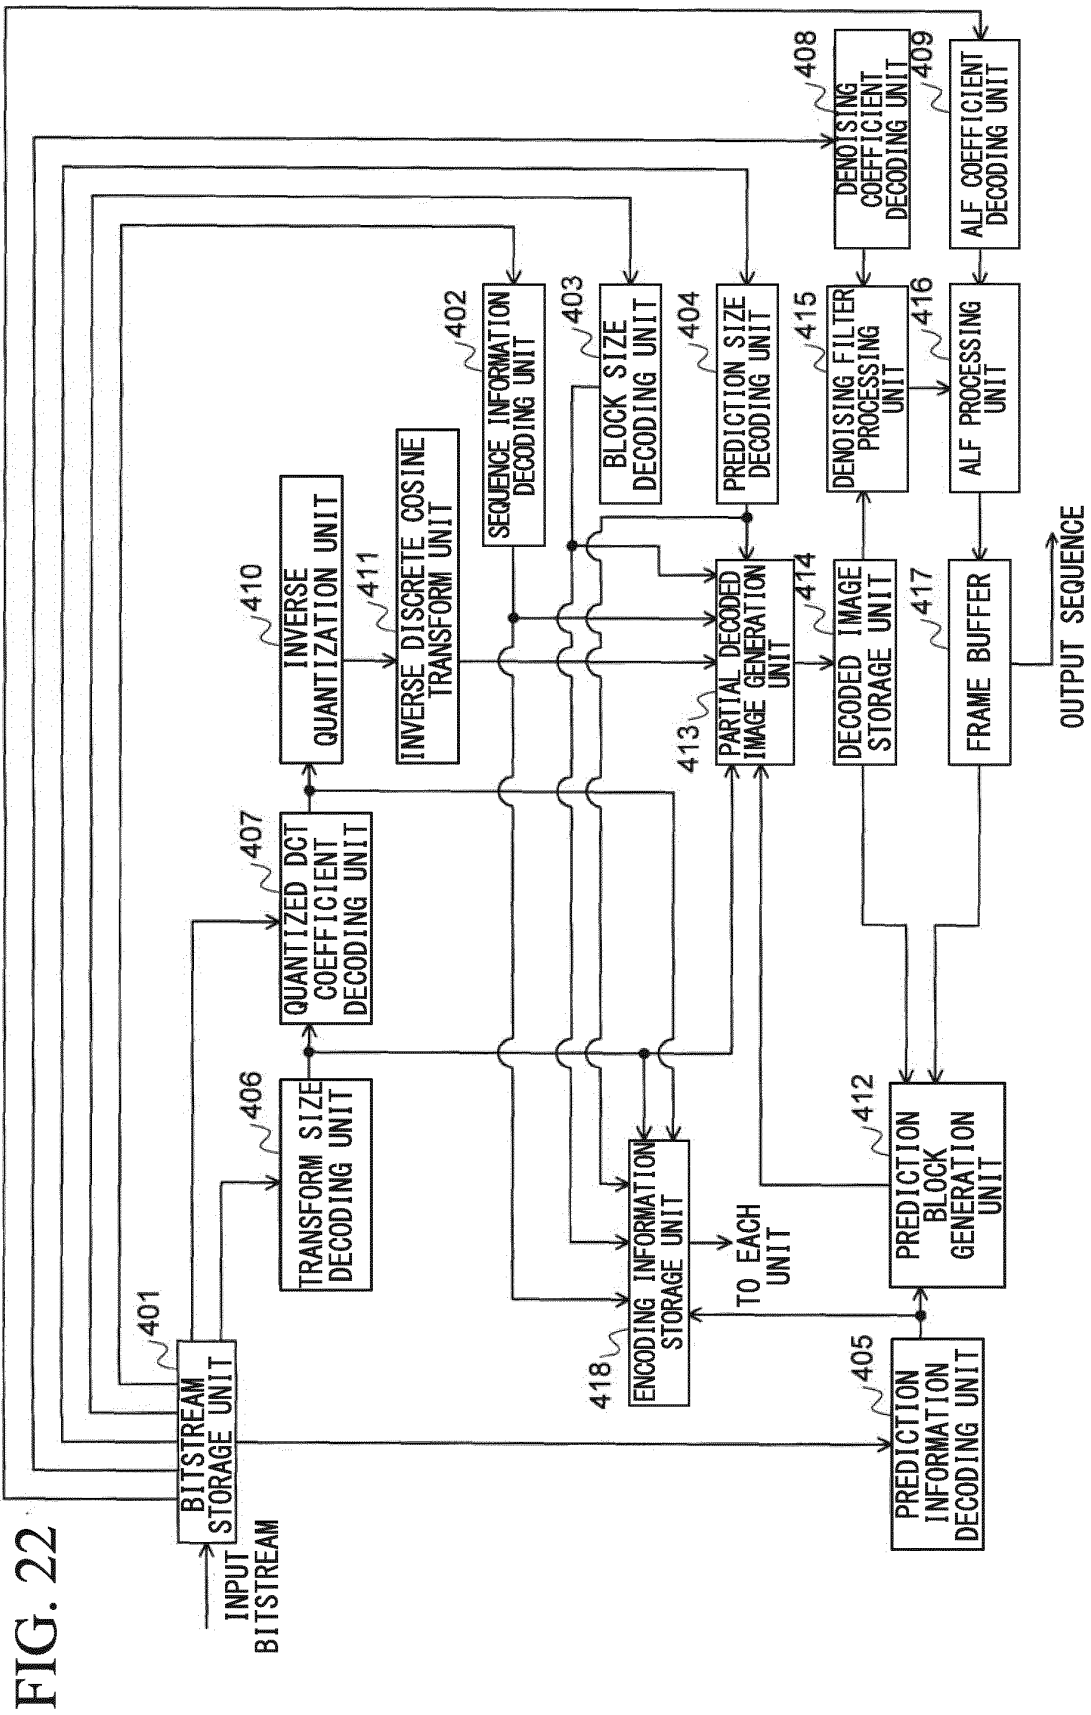 FIG. 22
INPUT
BITSTREAM
401
BITSTREAM
STORAGE UNIT
406
TRANSFORM SIZE
DECODING UNIT
407
QUANTIZED DCT
COEFFICIENT
DECODING UNIT
410
INVERSE
QUANTIZATION UNIT
411
INVERSE DISCRETE COSINE
TRANSFORM UNIT
402
SEQUENCE INFORMATION
DECODING UNIT
403
BLOCK SIZE
DECODING UNIT
404
PREDICTION SIZE
DECODING UNIT
408
DENOISING
COEFFICIENT
DECODING UNIT
409
ALF COEFFICIENT
DECODING UNIT
418
ENCODING INFORMATION
STORAGE UNIT
TO EACH
UNIT
413
PARTIAL DECODED
IMAGE GENERATION
UNIT
414
DECODED IMAGE
STORAGE UNIT
415
DENOISING FILTER
PROCESSING
UNIT
416
ALF PROCESSING
UNIT
417
FRAME BUFFER
OUTPUT SEQUENCE
405
PREDICTION
INFORMATION
DECODING UNIT
412
PREDICTION
BLOCK
GENERATION
UNIT